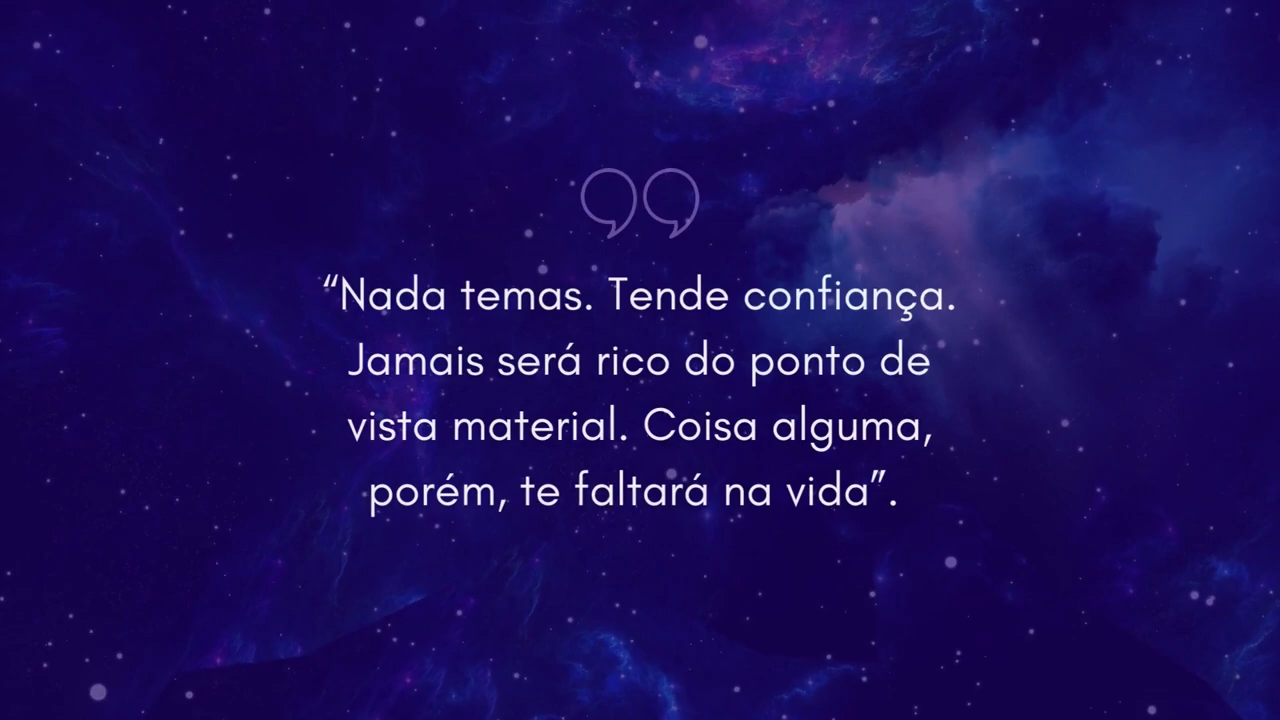 “Nada temas. Tende confiança.
Jamais será rico do ponto de
vista material. Coisa alguma,
porém, te faltará na vida”.